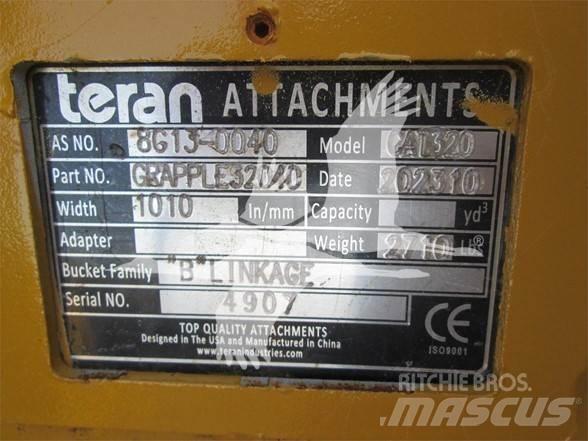 teran ATTACHMENTS
AS NO. 8G13-0040 Model CAT320
Part NO. GRAPPLE32040 Date 202310
Width 1010 In/mm Capacity yd³
Adapter Weight 2710 LB®
Bucket Family "B" LINKAGE
Serial NO. 4907
TOP QUALITY ATTACHMENTS
Designed in The USA and Manufactured in China
www.teranindustries.com
CE
ISO9001
RITCHIE BROS.
MASCUS